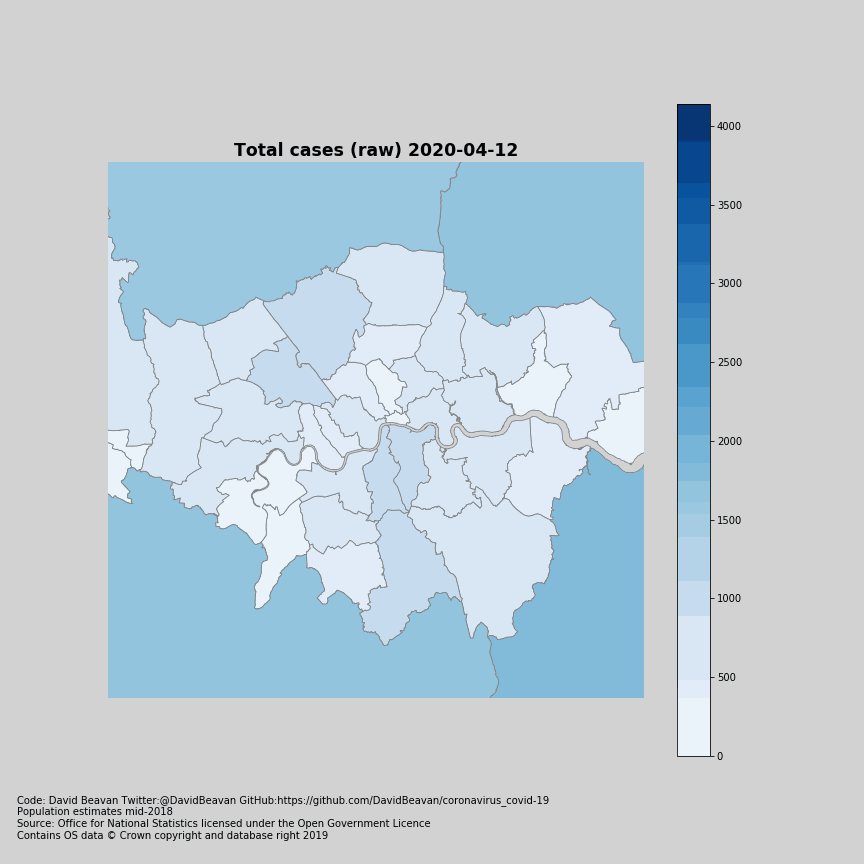 Total cases (raw) 2020-04-12
4000
3500
3000
2500
2000
1500
1000
500
0
Code: David Beavan Twitter:@DavidBeavan GitHub:https://github.com/DavidBeavan/coronavirus_covid-19
Population estimates mid-2018
Source: Office for National Statistics licensed under the Open Government Licence
Contains OS data © Crown copyright and database right 2019